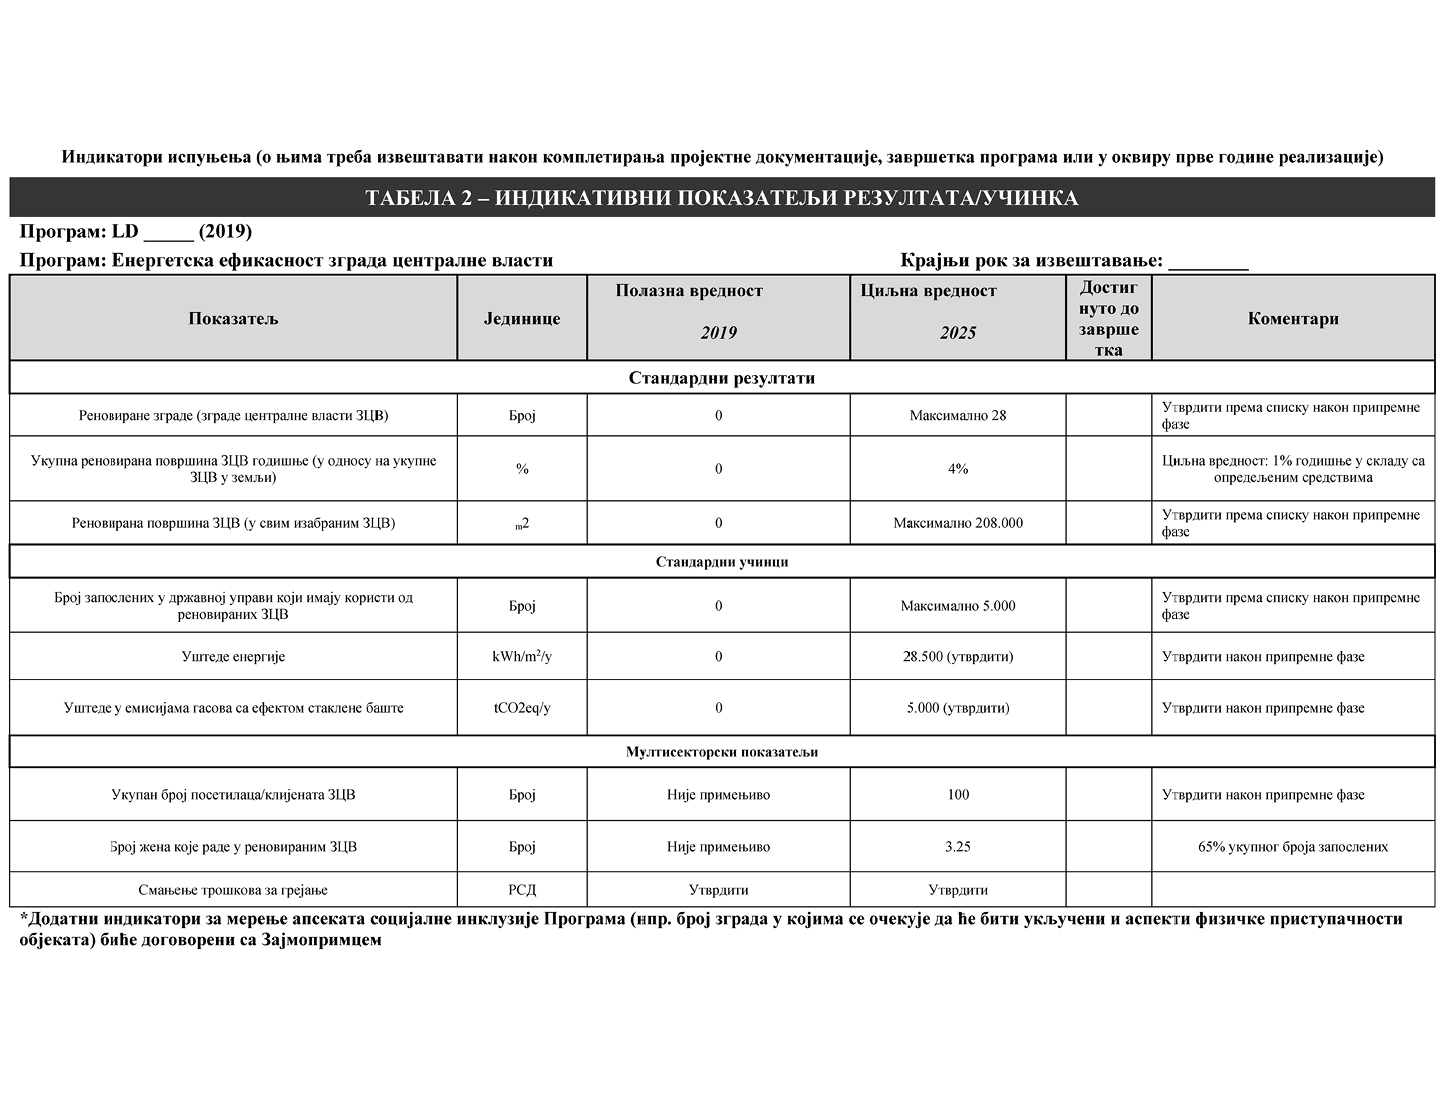 Индикатори испуњења (о њима треба извештавати након комплетирања пројектне документације, завршетка програма или у оквиру прве године реализације)
ТАБЕЛА 2 – ИНДИКАТИВНИ ПОКАЗАТЕЉИ РЕЗУЛТАТА/УЧИНКА
Програм: LD _____ (2019)
Програм: Енергетска ефикасност зграда централне власти Крајњи рок за извештавање: ________
Показатељ Јединице Полазна вредност 2019 Циљна вредност 2025 Достиг нуто до заврше тка Коментари
Стандардни резултати
Реновиране зграде (зграде централне власти ЗЦВ) Број 0 Максимално 28 Утврдити према списку након припремне
фазе
Укупна реновирана површина ЗЦВ годишње (у односу на укупне
ЗЦВ у земљи) % 0 4% Циљна вредност: 1% годишње у складу са
опредељеним средствима
Реновирана површина ЗЦВ (у свим изабраним ЗЦВ) m2 0 Максимално 208.000 Утврдити према списку након припремне
фазе
Стандардни учинци
Број запослених у државној управи који имају користи од
реновираних ЗЦВ Број 0 Максимално 5.000 Утврдити према списку након припремне
фазе
Уштеде енергије kWh/m²/y 0 28.500 (утврдити) Утврдити након припремне фазе
Уштеде у емисијама гасова са ефектом стаклене баште tCO2eq/y 0 5.000 (утврдити) Утврдити након припремне фазе
Мултисекторски показатељи
Укупан број посетилаца/клијената ЗЦВ Број Није примењиво 100 Утврдити након припремне фазе
Број жена које раде у реновираним ЗЦВ Број Није примењиво 3.25 65% укупног броја запослених
Смањење трошкова за грејање РСД Утврдити Утврдити
*Додатни индикатори за мерење апсеката социјалне инклузије Програма (нпр. број зграда у којима се очекује да ће бити укључени и аспекти физичке приступачности
објеката) биће договорени са Зајмопримцем